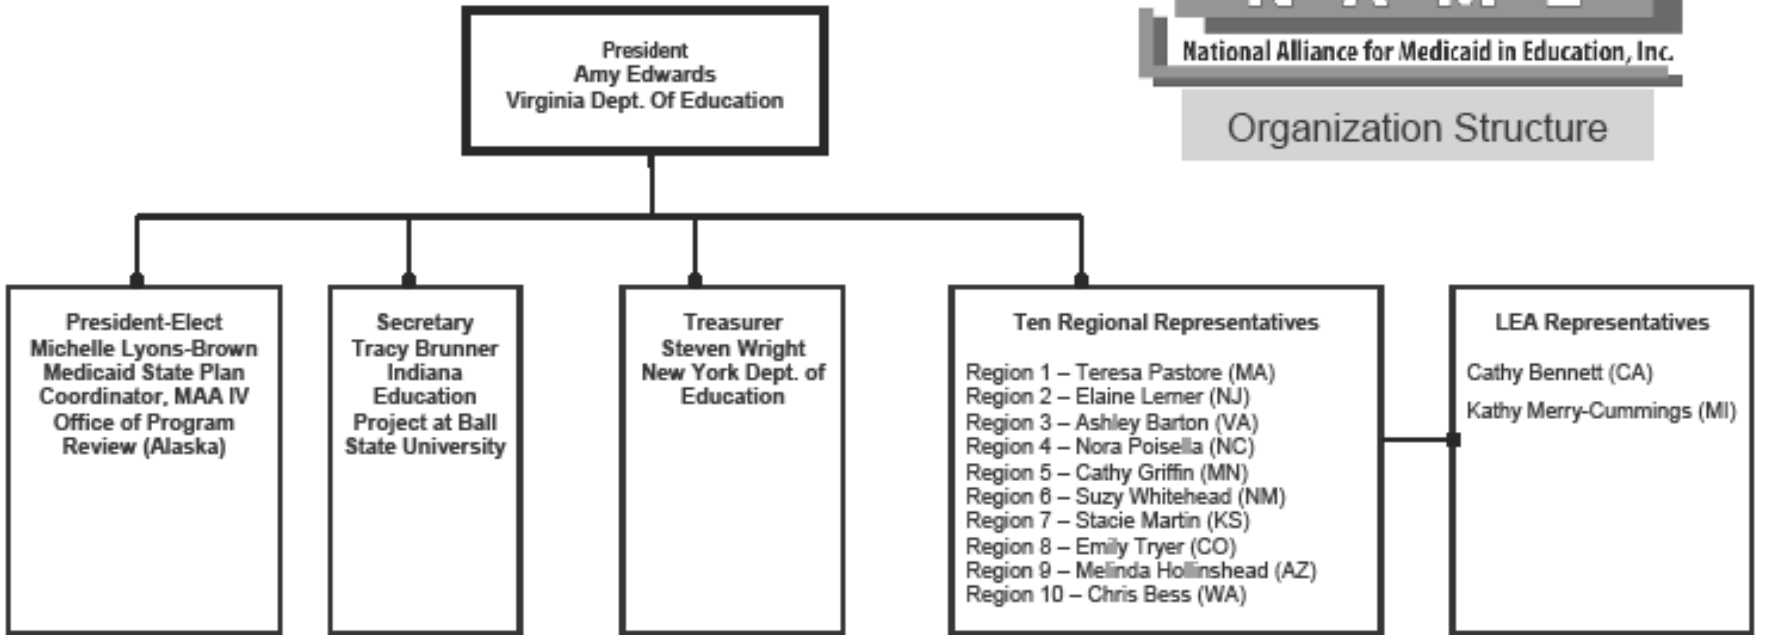 N A M E
National Alliance for Medicaid in Education, Inc.
Organization Structure
President
Amy Edwards
Virginia Dept. Of Education
President-Elect
Michelle Lyons-Brown
Medicaid State Plan
Coordinator, MAA IV
Office of Program
Review (Alaska)
Secretary
Tracy Brunner
Indiana
Education
Project at Ball
State University
Treasurer
Steven Wright
New York Dept. of
Education
Ten Regional Representatives
Region 1 – Teresa Pastore (MA)
Region 2 – Elaine Lerner (NJ)
Region 3 – Ashley Barton (VA)
Region 4 – Nora Poisella (NC)
Region 5 – Cathy Griffin (MN)
Region 6 – Suzy Whitehead (NM)
Region 7 – Stacie Martin (KS)
Region 8 – Emily Tryer (CO)
Region 9 – Melinda Hollinshead (AZ)
Region 10 – Chris Bess (WA)
LEA Representatives
Cathy Bennett (CA)
Kathy Merry-Cummings (MI)